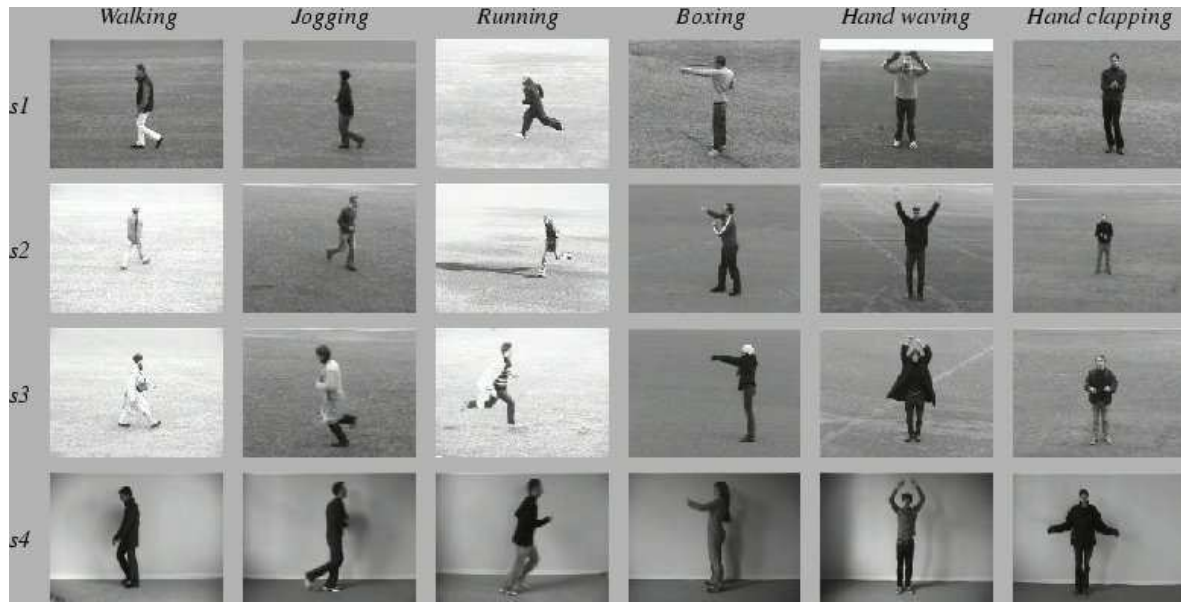 Walking Jogging Running Boxing Hand waving Hand clapping
s1
s2
s3
s4